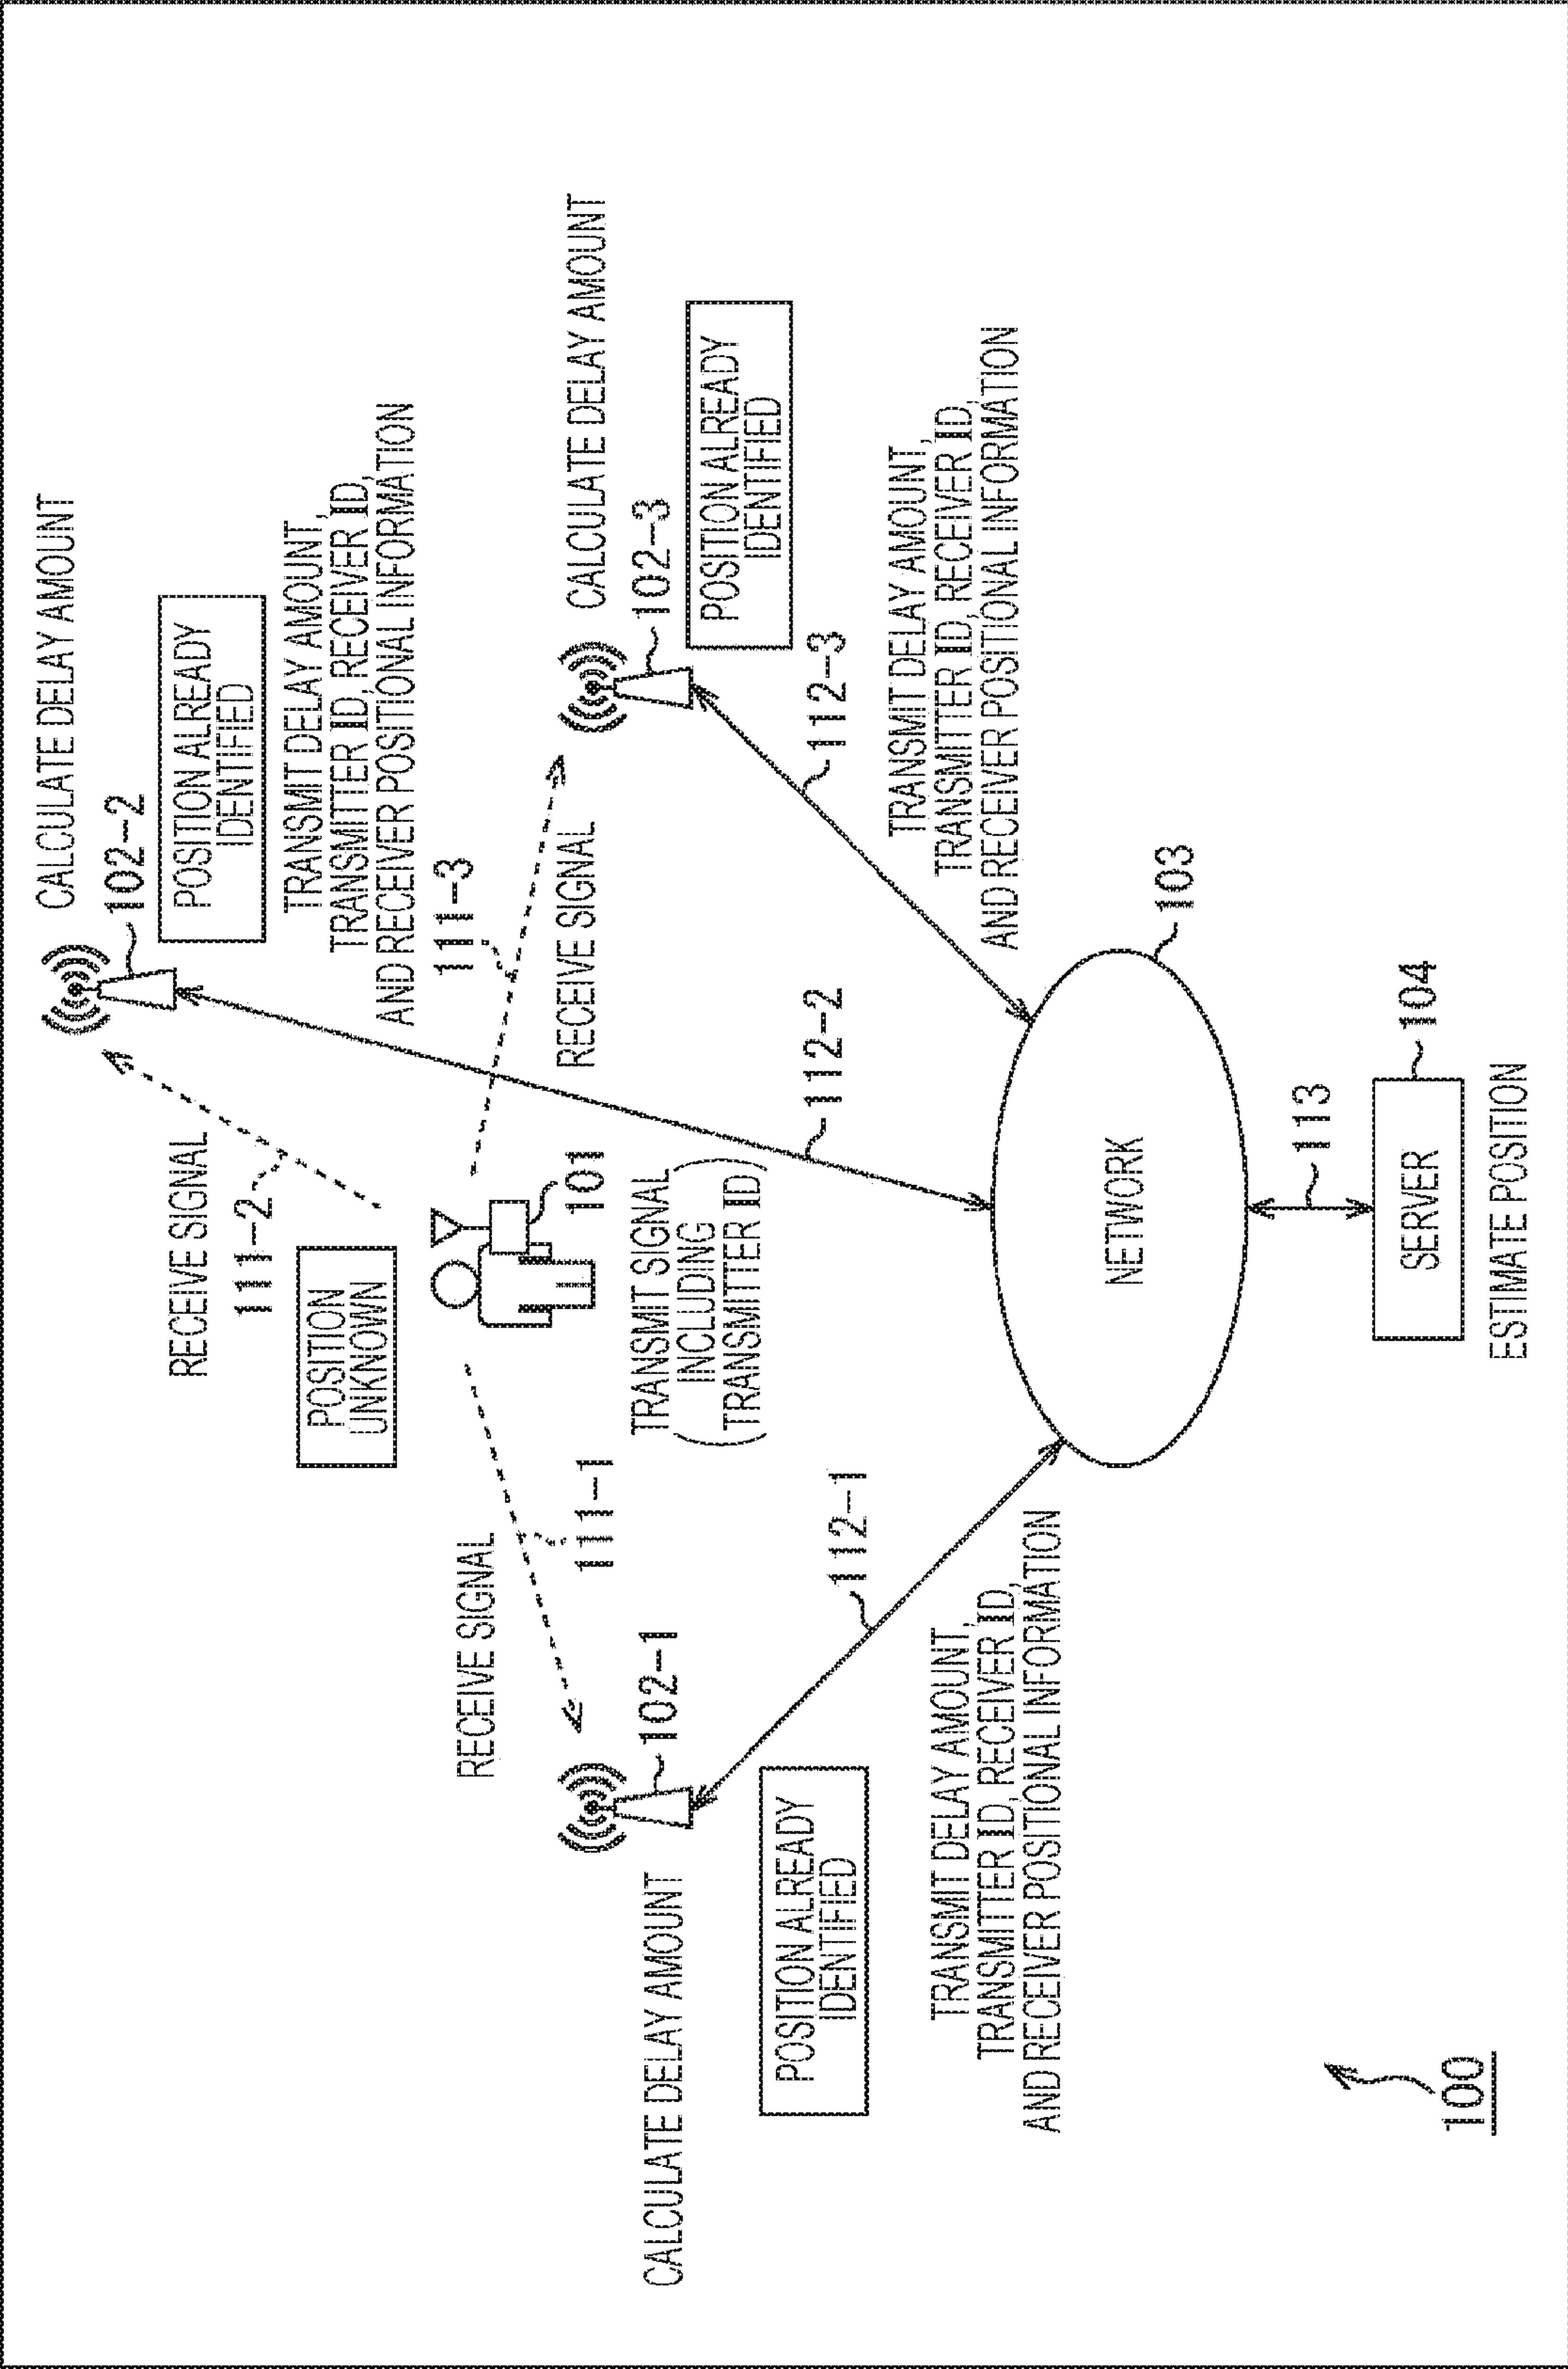 CALCULATE DELAY AMOUNT
102-2
POSITION ALREADY
IDENTIFIED
TRANSMIT DELAY AMOUNT,
TRANSMITTER ID, RECEIVER ID,
AND RECEIVER POSITIONAL INFORMATION
RECEIVE SIGNAL
111-2
POSITION
UNKNOWN
111-3
RECEIVE SIGNAL
101
TRANSMIT SIGNAL
(INCLUDING
TRANSMITTER ID)
RECEIVE SIGNAL
111-1
CALCULATE DELAY AMOUNT
102-3
POSITION ALREADY
IDENTIFIED
CALCULATE DELAY AMOUNT
102-1
POSITION ALREADY
IDENTIFIED
112-1
112-2
112-3
TRANSMIT DELAY AMOUNT,
TRANSMITTER ID, RECEIVER ID,
AND RECEIVER POSITIONAL INFORMATION
TRANSMIT DELAY AMOUNT,
TRANSMITTER ID, RECEIVER ID,
AND RECEIVER POSITIONAL INFORMATION
NETWORK
103
113
SERVER
104
ESTIMATE POSITION
100